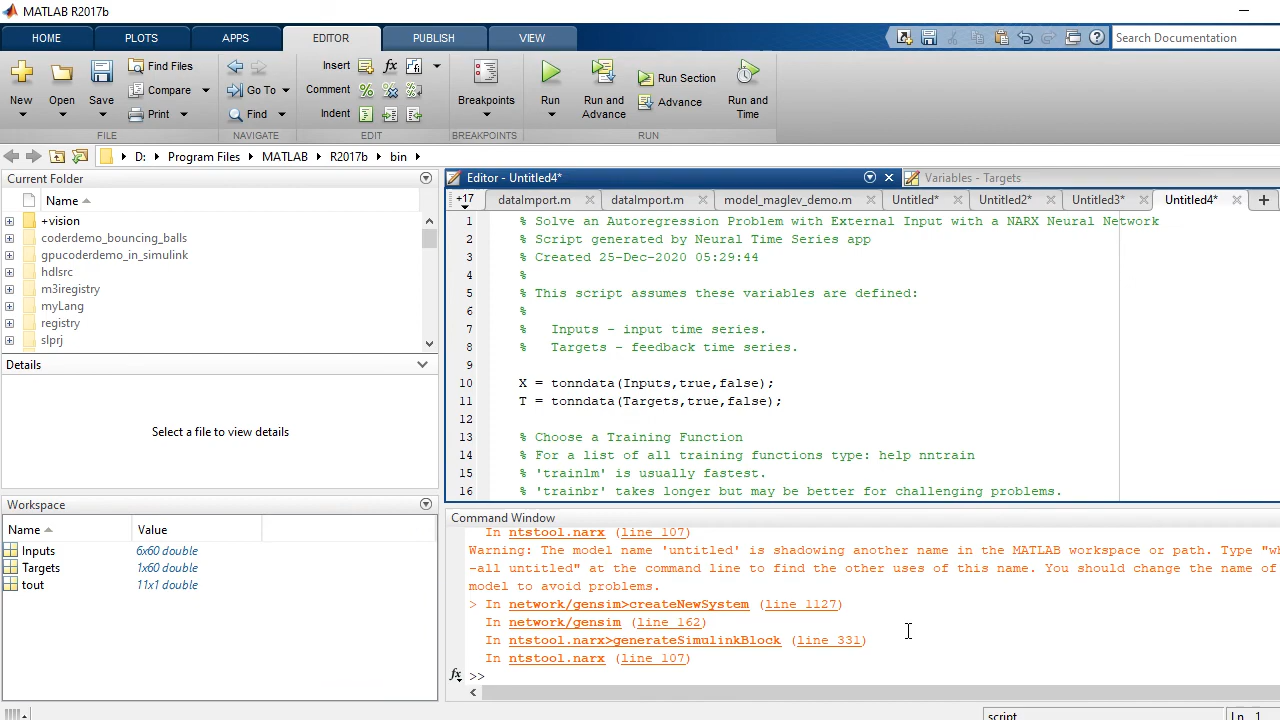 MATLAB R2017b
HOME PLOTS APPS EDITOR PUBLISH VIEW Search Documentation
New Open Save Find Files Compare Print
FILE
Go To Find
NAVIGATE
Insert fx
Comment
Indent
EDIT
Breakpoints
BREAKPOINTS
Run Run and Advance Run Section Advance Run and Time
RUN
D: Program Files MATLAB R2017b bin
Current Folder
Name
+vision
coderdemo_bouncing_balls
gpucoderdemo_in_simulink
hdlsrc
m3iregistry
myLang
registry
slprj
Details
Select a file to view details
Workspace
Name Value
Inputs 6x60 double
Targets 1x60 double
tout 11x1 double
Editor - Untitled4* Variables - Targets
+17 dataImport.m dataImport.m model_maglev_demo.m Untitled* Untitled2* Untitled3* Untitled4*
1 % Solve an Autoregression Problem with External Input with a NARX Neural Network
2 % Script generated by Neural Time Series app
3 % Created 25-Dec-2020 05:29:44
4 %
5 % This script assumes these variables are defined:
6 %
7 % Inputs - input time series.
8 % Targets - feedback time series.
9
10 X = tonndata(Inputs,true,false);
11 T = tonndata(Targets,true,false);
12
13 % Choose a Training Function
14 % For a list of all training functions type: help nntrain
15 % 'trainlm' is usually fastest.
16 % 'trainbr' takes longer but may be better for challenging problems.
Command Window
In ntstool.narx (line 107)
Warning: The model name 'untitled' is shadowing another name in the MATLAB workspace or path. Type "wh
-all untitled" at the command line to find the other uses of this name. You should change the name of
model to avoid problems.
> In network/gensim>createNewSystem (line 1127)
In network/gensim (line 162)
In ntstool.narx>generateSimulinkBlock (line 331)
In ntstool.narx (line 107)
fx >>
script Ln 1